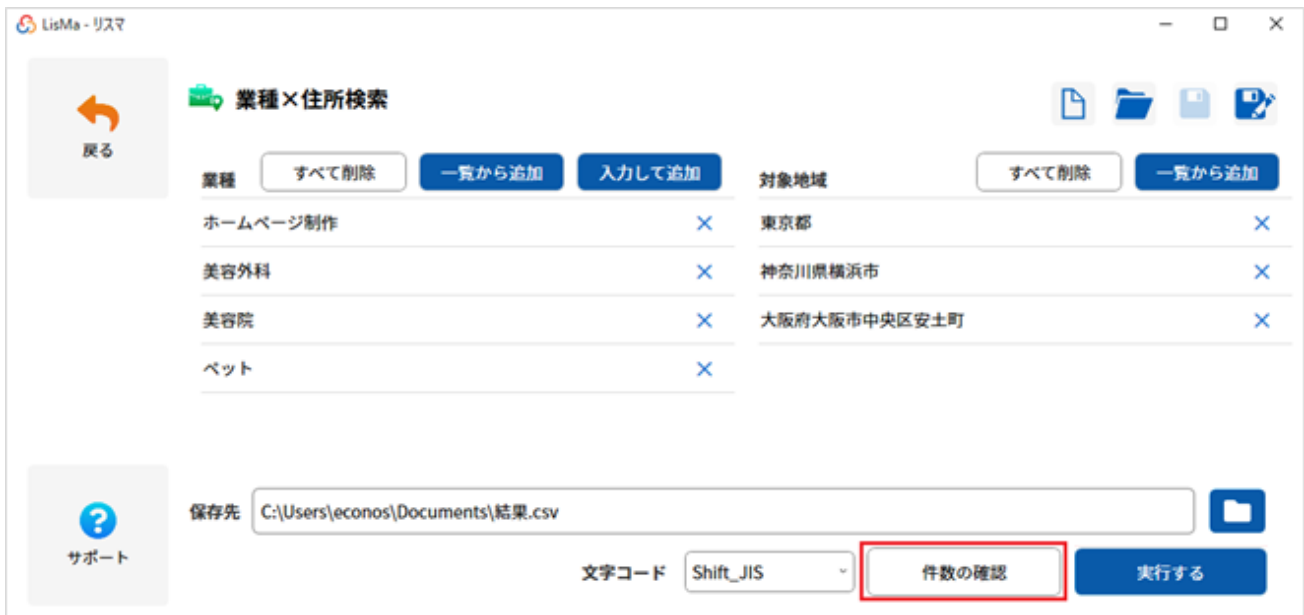 LisMa - リスマ
戻る
業種×住所検索
業種 すべて削除 一覧から追加 入力して追加 対象地域 すべて削除 一覧から追加
ホームページ制作 東京都
美容外科 神奈川県横浜市
美容院 大阪府大阪市中央区安土町
ペット
保存先 C:\Users\econos\Documents\結果.csv
サポート
文字コード Shift_JIS 件数の確認 実行する